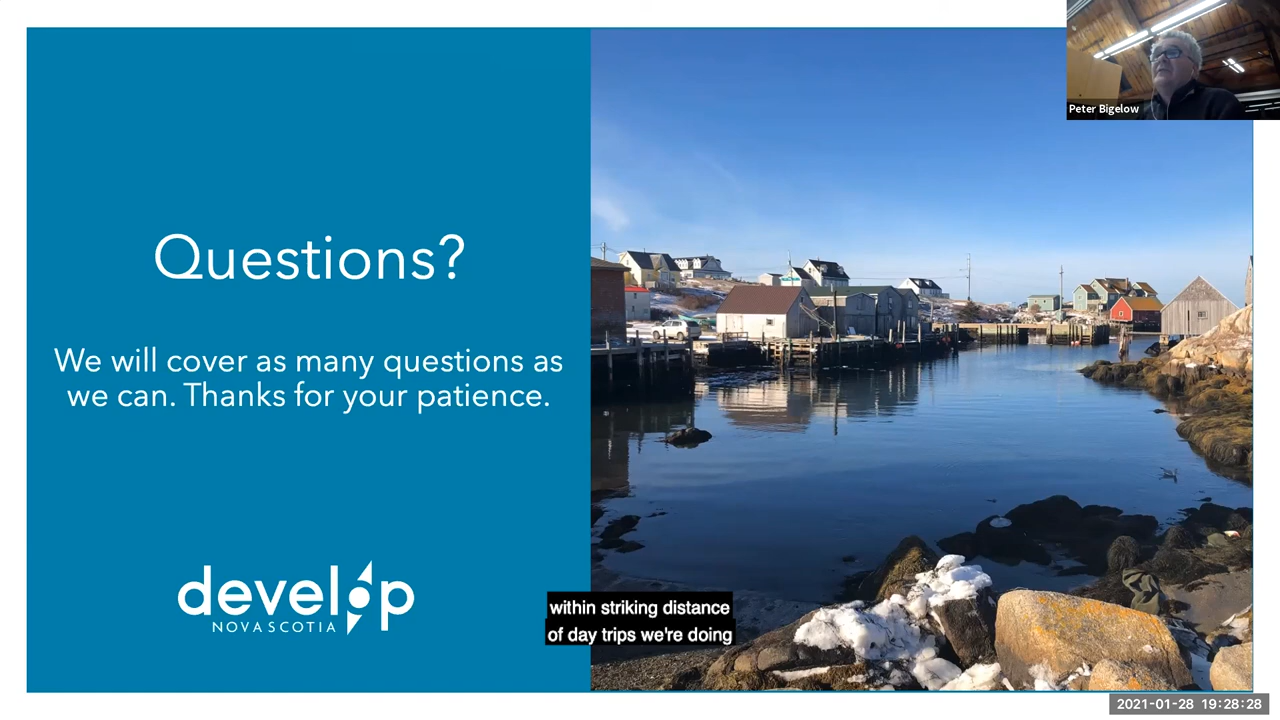 Peter Bigelow
Questions?
We will cover as many questions as
we can. Thanks for your patience.
develop
NOVA SCOTIA
within striking distance
of day trips we're doing
2021-01-28 19:28:28